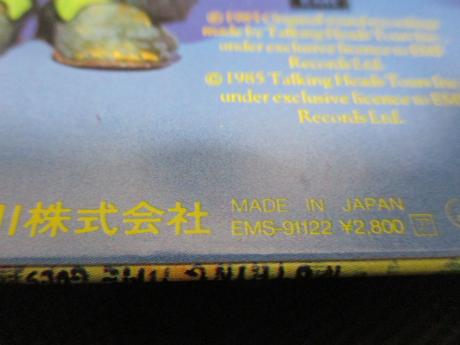 ℗ 1985 Original sound recordings
made by Talking Heads Tours Inc.
under exclusive licence to EMI
Records Ltd.
© 1985 Talking Heads Tours Inc.
under exclusive licence to EMI
Records Ltd.
株式会社 MADE IN JAPAN
EMS-91122 ¥2,800 ア